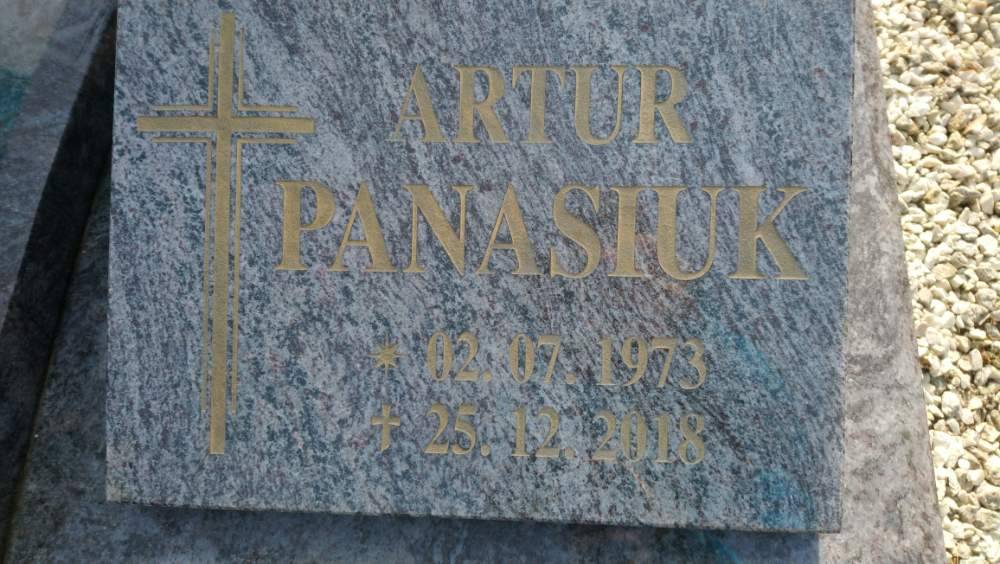 ARTUR
PANASIUK
* 02. 07. 1973
✝ 25. 12. 2018